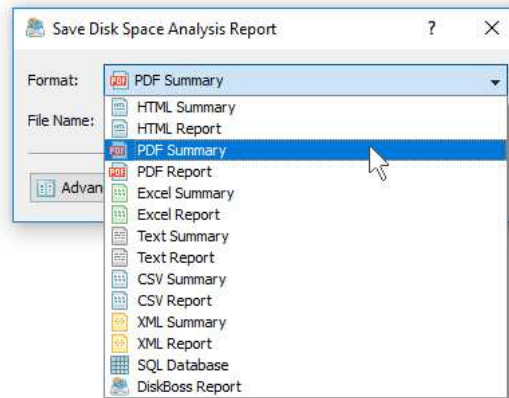 Save Disk Space Analysis Report
Format:
PDF Summary
File Name:
HTML Summary
HTML Report
PDF Summary
PDF Report
Excel Summary
Excel Report
Text Summary
Text Report
CSV Summary
CSV Report
XML Summary
XML Report
SQL Database
DiskBoss Report
Advan